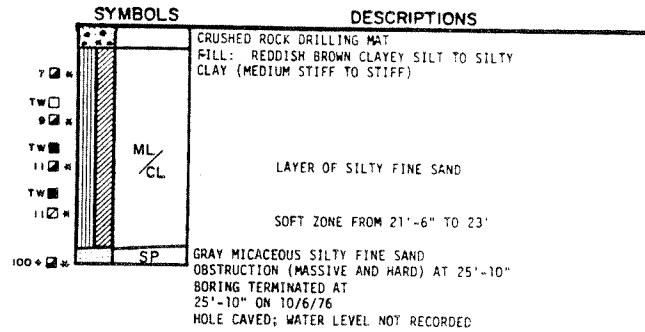 SYMBOLS DESCRIPTIONS
CRUSHED ROCK DRILLING MAT
FILL: REDDISH BROWN CLAYEY SILT TO SILTY
CLAY (MEDIUM STIFF TO STIFF)
7 *
TW
9 *
TW
11 *
ML/CL
LAYER OF SILTY FINE SAND
TW
11 *
SOFT ZONE FROM 21'-6" TO 23'
100+ *
SP
GRAY MICACEOUS SILTY FINE SAND
OBSTRUCTION (MASSIVE AND HARD) AT 25'-10"
BORING TERMINATED AT
25'-10" ON 10/6/76
HOLE CAVED; WATER LEVEL NOT RECORDED